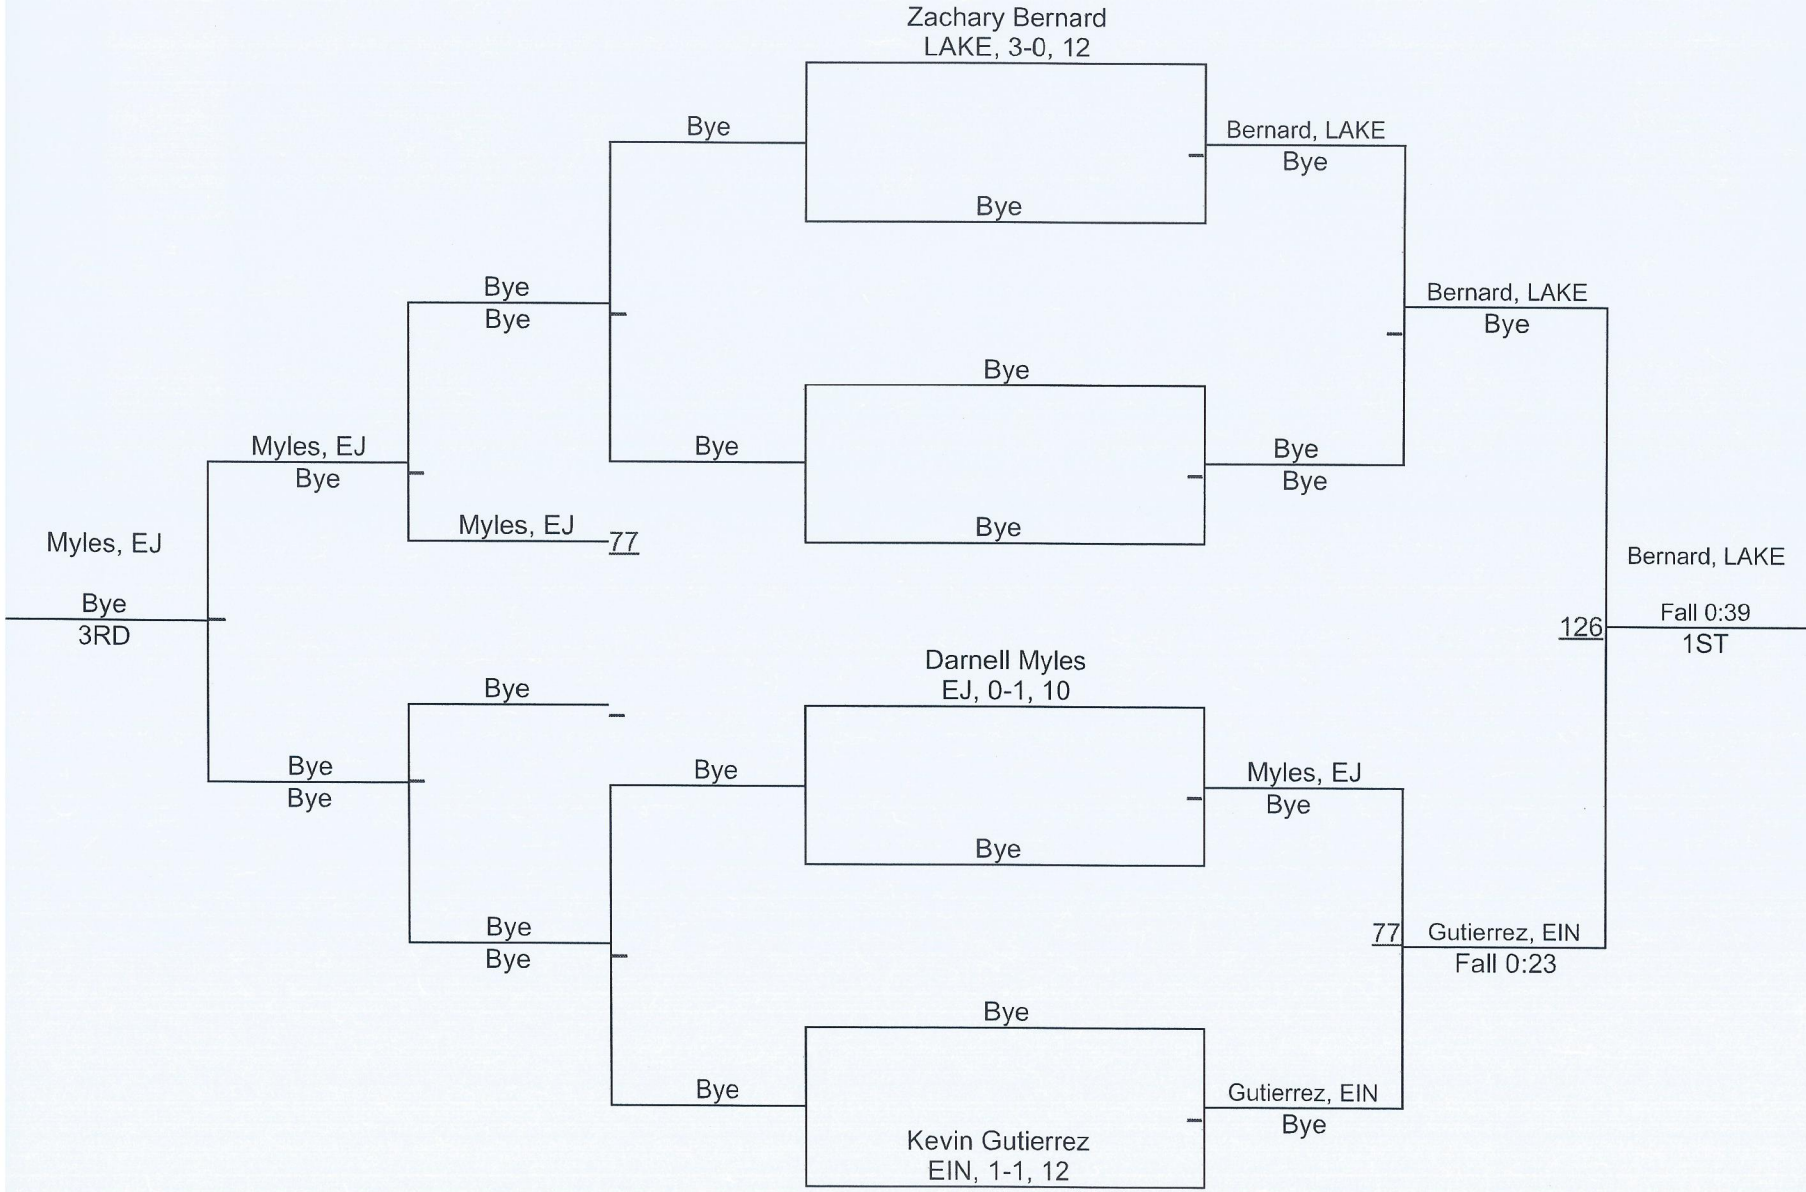 Zachary Bernard
LAKE, 3-0, 12
Bye
Bernard, LAKE
Bye
Bye
Bye
Bye
Bernard, LAKE
Bye
Bye
Myles, EJ
Bye
Bye
Bye
Bye
Myles, EJ
77
Bye
Myles, EJ
Bye
3RD
Bernard, LAKE
126
Fall 0:39
1ST
Darnell Myles
EJ, 0-1, 10
Bye
Bye
Bye
Bye
Myles, EJ
Bye
Bye
Bye
Bye
77
Gutierrez, EIN
Fall 0:23
Bye
Bye
Gutierrez, EIN
Bye
Kevin Gutierrez
EIN, 1-1, 12